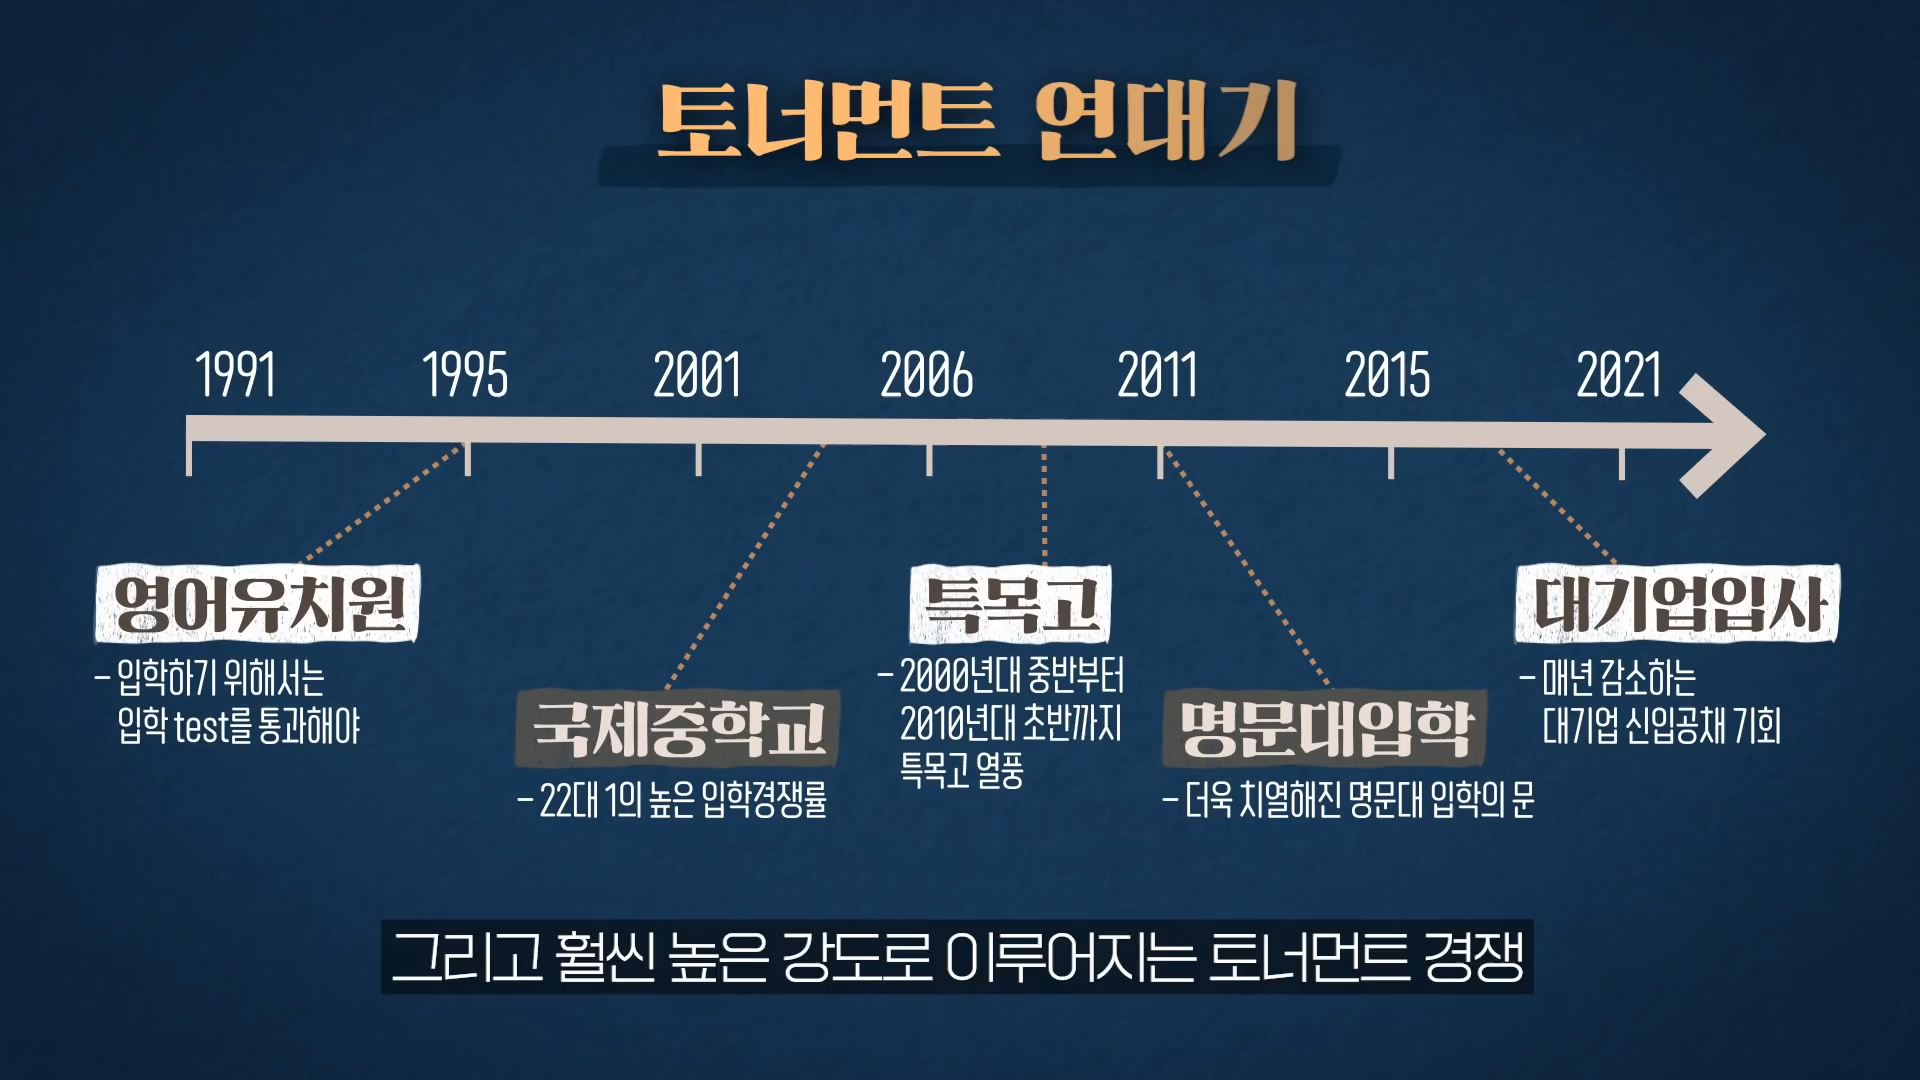 토너먼트 연대기
1991 1995 2001 2006 2011 2015 2021
영어유치원
- 입학하기 위해서는
입학 test를 통과해야
국제중학교
- 22대 1의 높은 입학경쟁률
특목고
- 2000년대 중반부터
2010년대 초반까지
특목고 열풍
명문대입학
- 더욱 치열해진 명문대 입학의 문
대기업입사
- 매년 감소하는
대기업 신입공채 기회
그리고 훨씬 높은 강도로 이루어지는 토너먼트 경쟁